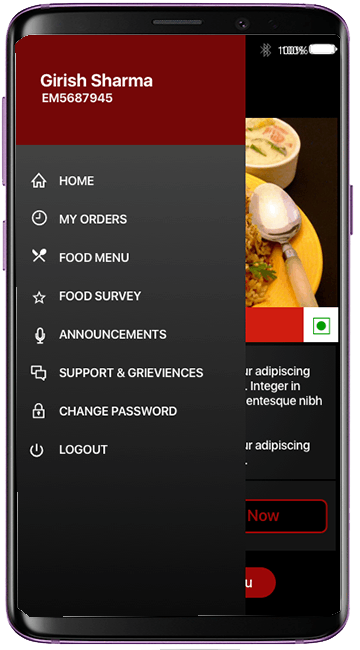 100%
Girish Sharma
EM5687945
HOME
MY ORDERS
FOOD MENU
FOOD SURVEY
ANNOUNCEMENTS
SUPPORT & GRIEVIENCES
CHANGE PASSWORD
LOGOUT
ur adipiscing
. Integer in
entesque nibh
ur adipiscing
Now
u